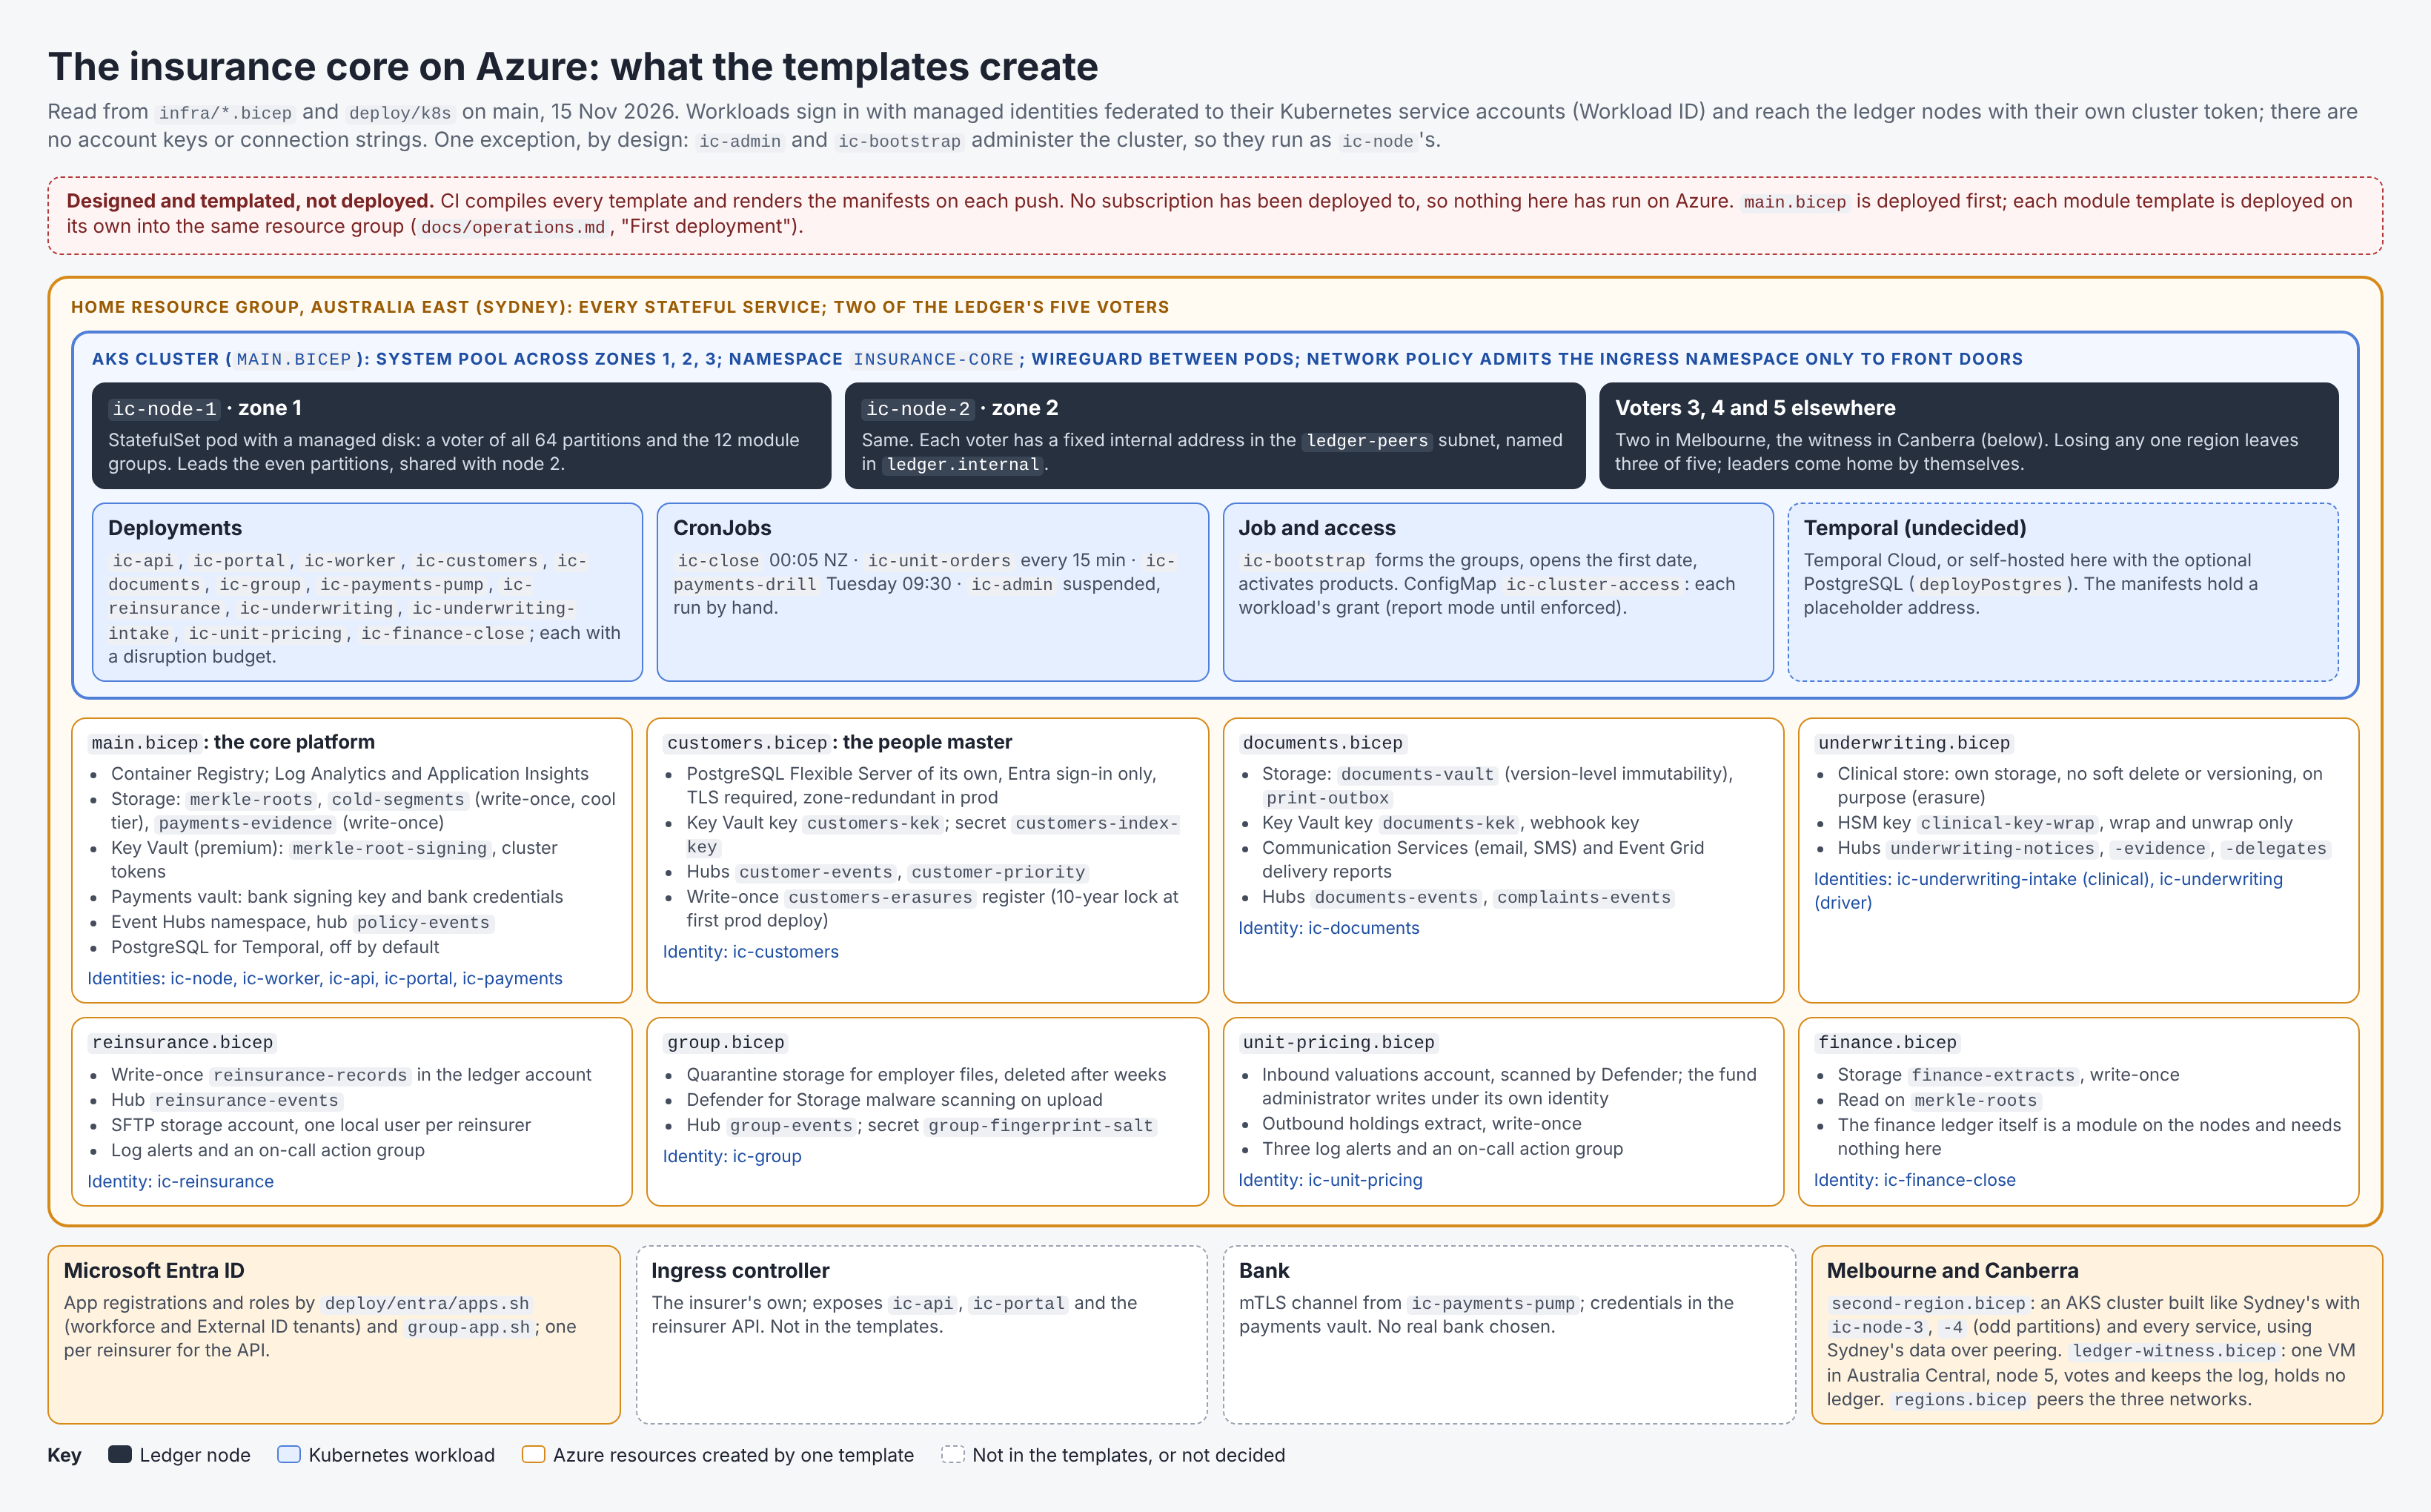 The insurance core on Azure: what the templates create
Read from infra/*.bicep and deploy/k8s on main, 15 Nov 2026. Workloads sign in with managed identities federated to their Kubernetes service accounts (Workload ID) and reach the ledger nodes with their own cluster token; there are
no account keys or connection strings. One exception, by design: ic-admin and ic-bootstrap administer the cluster, so they run as ic-node's.
Designed and templated, not deployed. CI compiles every template and renders the manifests on each push. No subscription has been deployed to, so nothing here has run on Azure. main.bicep is deployed first; each module template is deployed on
its own into the same resource group (docs/operations.md, "First deployment").
HOME RESOURCE GROUP, AUSTRALIA EAST (SYDNEY): EVERY STATEFUL SERVICE; TWO OF THE LEDGER'S FIVE VOTERS
AKS CLUSTER (MAIN.BICEP): SYSTEM POOL ACROSS ZONES 1, 2, 3; NAMESPACE INSURANCE-CORE; WIREGUARD BETWEEN PODS; NETWORK POLICY ADMITS THE INGRESS NAMESPACE ONLY TO FRONT DOORS
ic-node-1 · zone 1
StatefulSet pod with a managed disk: a voter of all 64 partitions and the 12 module
groups. Leads the even partitions, shared with node 2.
ic-node-2 · zone 2
Same. Each voter has a fixed internal address in the ledger-peers subnet, named
in ledger.internal.
Voters 3, 4 and 5 elsewhere
Two in Melbourne, the witness in Canberra (below). Losing any one region leaves
three of five; leaders come home by themselves.
Deployments
ic-api, ic-portal, ic-worker, ic-customers, ic-
documents, ic-group, ic-payments-pump, ic-
reinsurance, ic-underwriting, ic-underwriting-
intake, ic-unit-pricing, ic-finance-close; each with
a disruption budget.
CronJobs
ic-close 00:05 NZ · ic-unit-orders every 15 min · ic-
payments-drill Tuesday 09:30 · ic-admin suspended,
run by hand.
Job and access
ic-bootstrap forms the groups, opens the first date,
activates products. ConfigMap ic-cluster-access: each
workload's grant (report mode until enforced).
Temporal (undecided)
Temporal Cloud, or self-hosted here with the optional
PostgreSQL (deployPostgres). The manifests hold a
placeholder address.
main.bicep: the core platform
• Container Registry; Log Analytics and Application Insights
• Storage: merkle-roots, cold-segments (write-once, cool
tier), payments-evidence (write-once)
• Key Vault (premium): merkle-root-signing, cluster
tokens
• Payments vault: bank signing key and bank credentials
• Event Hubs namespace, hub policy-events
• PostgreSQL for Temporal, off by default
Identities: ic-node, ic-worker, ic-api, ic-portal, ic-payments
customers.bicep: the people master
• PostgreSQL Flexible Server of its own, Entra sign-in only,
TLS required, zone-redundant in prod
• Key Vault key customers-kek; secret customers-index-
key
• Hubs customer-events, customer-priority
• Write-once customers-erasures register (10-year lock at
first prod deploy)
Identity: ic-customers
documents.bicep
• Storage: documents-vault (version-level immutability),
print-outbox
• Key Vault key documents-kek, webhook key
• Communication Services (email, SMS) and Event Grid
delivery reports
• Hubs documents-events, complaints-events
Identity: ic-documents
underwriting.bicep
• Clinical store: own storage, no soft delete or versioning, on
purpose (erasure)
• HSM key clinical-key-wrap, wrap and unwrap only
• Hubs underwriting-notices, -evidence, -delegates
Identities: ic-underwriting-intake (clinical), ic-underwriting
(driver)
reinsurance.bicep
• Write-once reinsurance-records in the ledger account
• Hub reinsurance-events
• SFTP storage account, one local user per reinsurer
• Log alerts and an on-call action group
Identity: ic-reinsurance
group.bicep
• Quarantine storage for employer files, deleted after weeks
• Defender for Storage malware scanning on upload
• Hub group-events; secret group-fingerprint-salt
Identity: ic-group
unit-pricing.bicep
• Inbound valuations account, scanned by Defender; the fund
administrator writes under its own identity
• Outbound holdings extract, write-once
• Three log alerts and an on-call action group
Identity: ic-unit-pricing
finance.bicep
• Storage finance-extracts, write-once
• Read on merkle-roots
• The finance ledger itself is a module on the nodes and needs
nothing here
Identity: ic-finance-close
Microsoft Entra ID
App registrations and roles by deploy/entra/apps.sh
(workforce and External ID tenants) and group-app.sh; one
per reinsurer for the API.
Ingress controller
The insurer's own; exposes ic-api, ic-portal and the
reinsurer API. Not in the templates.
Bank
mTLS channel from ic-payments-pump; credentials in the
payments vault. No real bank chosen.
Melbourne and Canberra
second-region.bicep: an AKS cluster built like Sydney's with
ic-node-3, -4 (odd partitions) and every service, using
Sydney's data over peering. ledger-witness.bicep: one VM
in Australia Central, node 5, votes and keeps the log, holds no
ledger. regions.bicep peers the three networks.
Key Ledger node Kubernetes workload Azure resources created by one template Not in the templates, or not decided